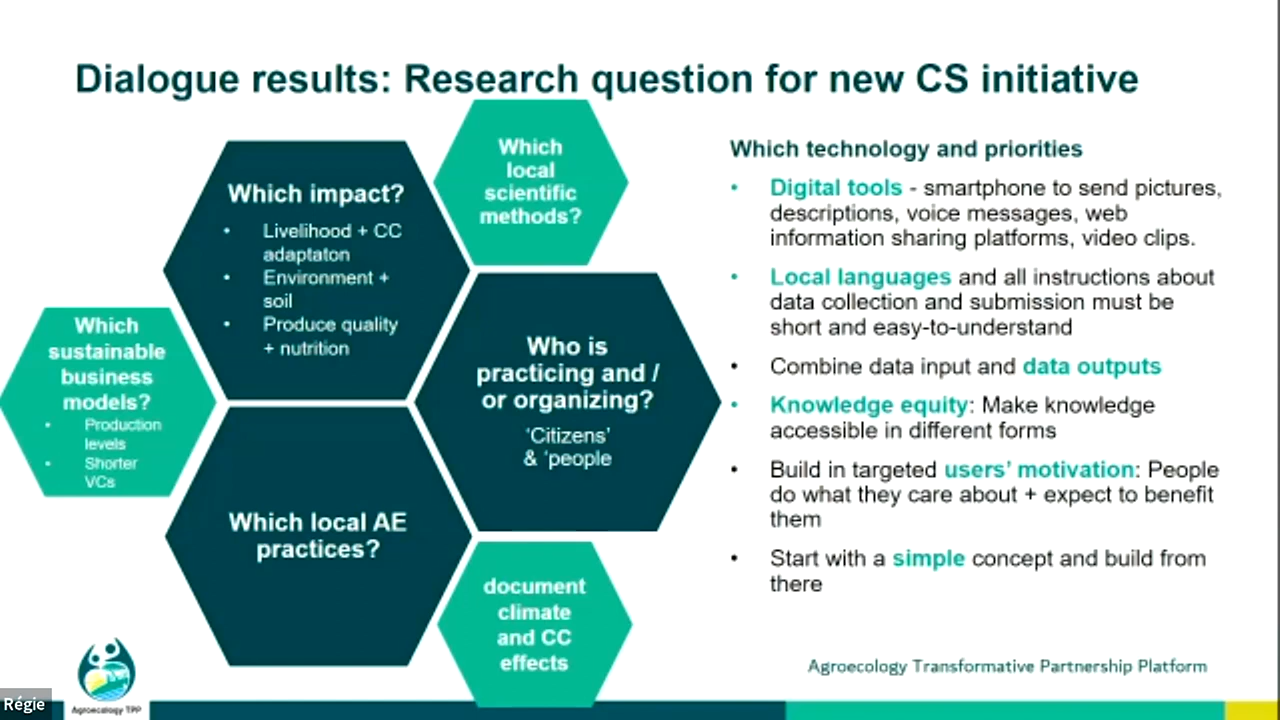 Dialogue results: Research question for new CS initiative
Which
local
scientific
methods?
Which impact?
• Livelihood + CC
adaptaton
• Environment +
soil
• Produce quality
+ nutrition
Which
sustainable
business
models?
• Production
levels
• Shorter
VCs
Who is
practicing and /
or organizing?
‘Citizens’
& ‘people
Which local AE
practices?
document
climate
and CC
effects
Which technology and priorities
• Digital tools - smartphone to send pictures,
descriptions, voice messages, web
information sharing platforms, video clips.
• Local languages and all instructions about
data collection and submission must be
short and easy-to-understand
• Combine data input and data outputs
• Knowledge equity: Make knowledge
accessible in different forms
• Build in targeted users’ motivation: People
do what they care about + expect to benefit
them
• Start with a simple concept and build from
there
Agroecology Transformative Partnership Platform
Régie
Agroecology TPP